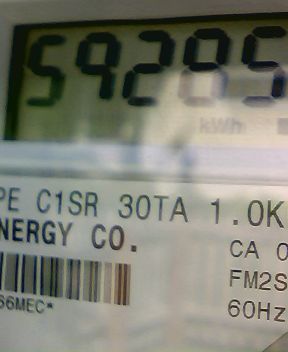 59285
kWh
PE C1SR 30TA 1.0K
NERGY CO.
CA 0
FM2S
66MEC*
60Hz